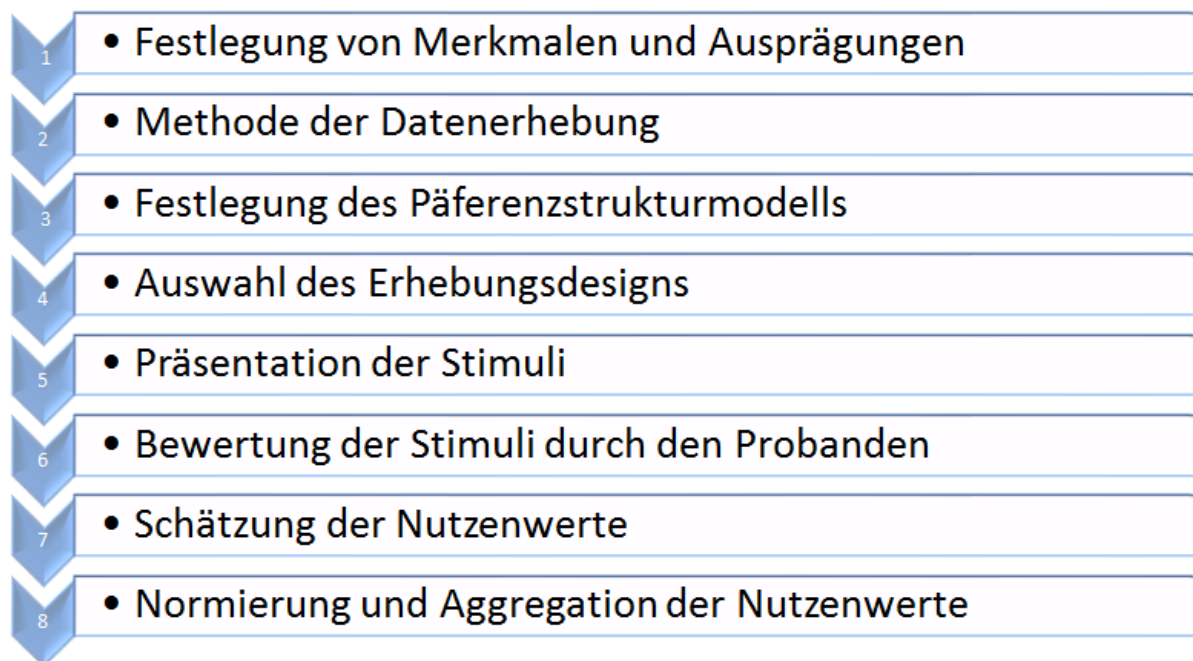 1 • Festlegung von Merkmalen und Ausprägungen
2 • Methode der Datenerhebung
3 • Festlegung des Päferenzstrukturmodells
4 • Auswahl des Erhebungsdesigns
5 • Präsentation der Stimuli
6 • Bewertung der Stimuli durch den Probanden
7 • Schätzung der Nutzenwerte
8 • Normierung und Aggregation der Nutzenwerte